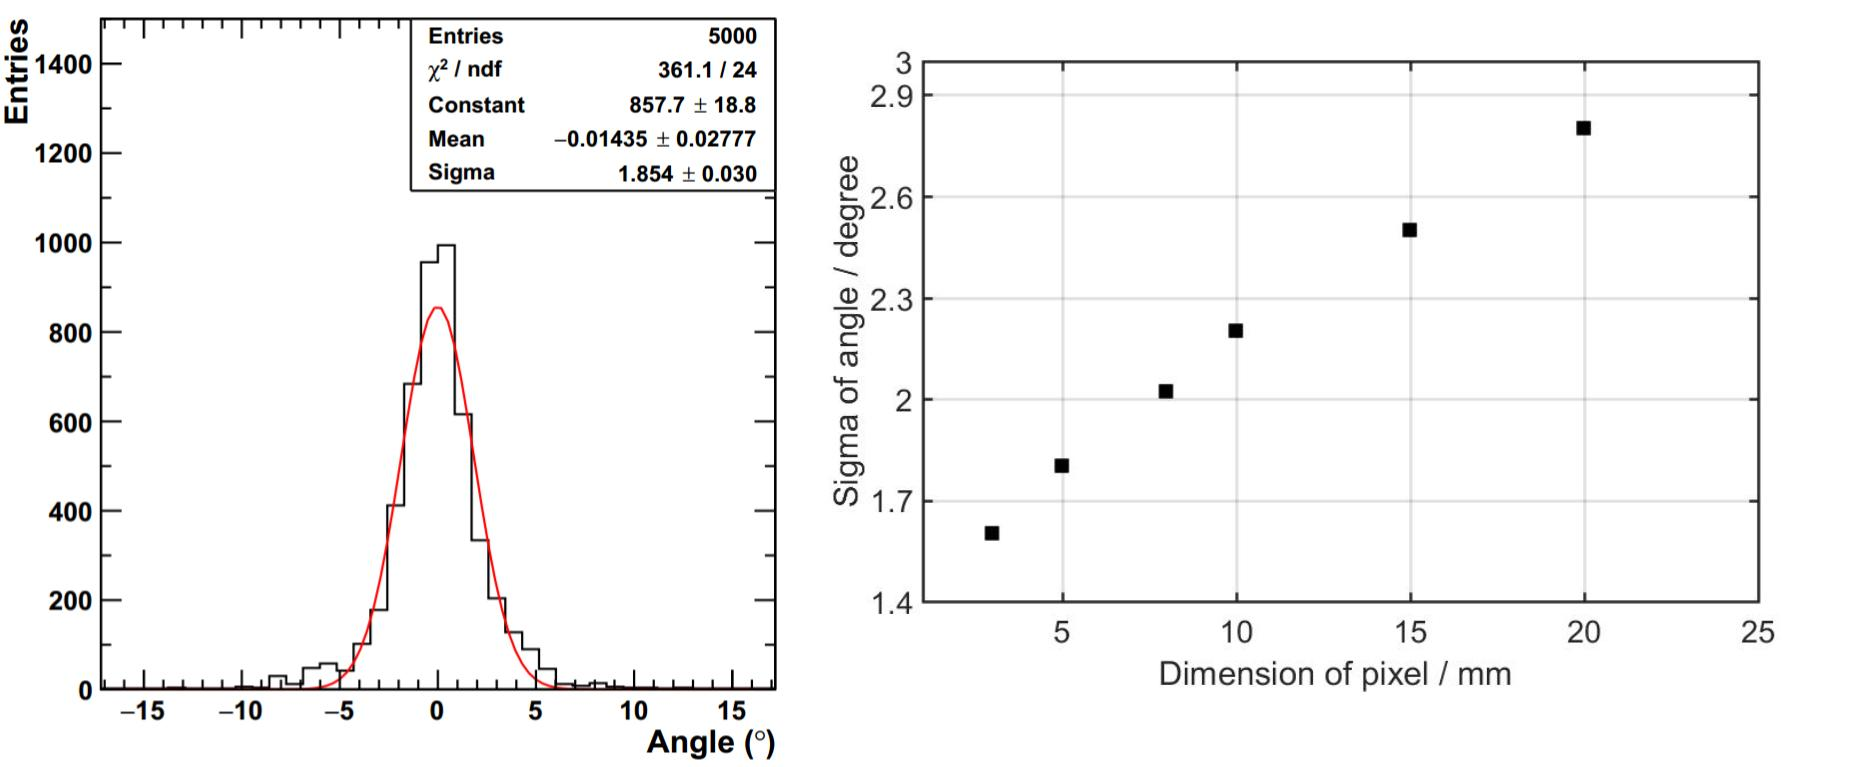 Entries
1400
1200
1000
800
600
400
200
0
Entries 5000
χ² / ndf 361.1 / 24
Constant 857.7 ± 18.8
Mean −0.01435 ± 0.02777
Sigma 1.854 ± 0.030
−15 −10 −5 0 5 10 15
Angle (°)
Sigma of angle / degree
3
2.9
2.6
2.3
2
1.7
1.4
5 10 15 20 25
Dimension of pixel / mm